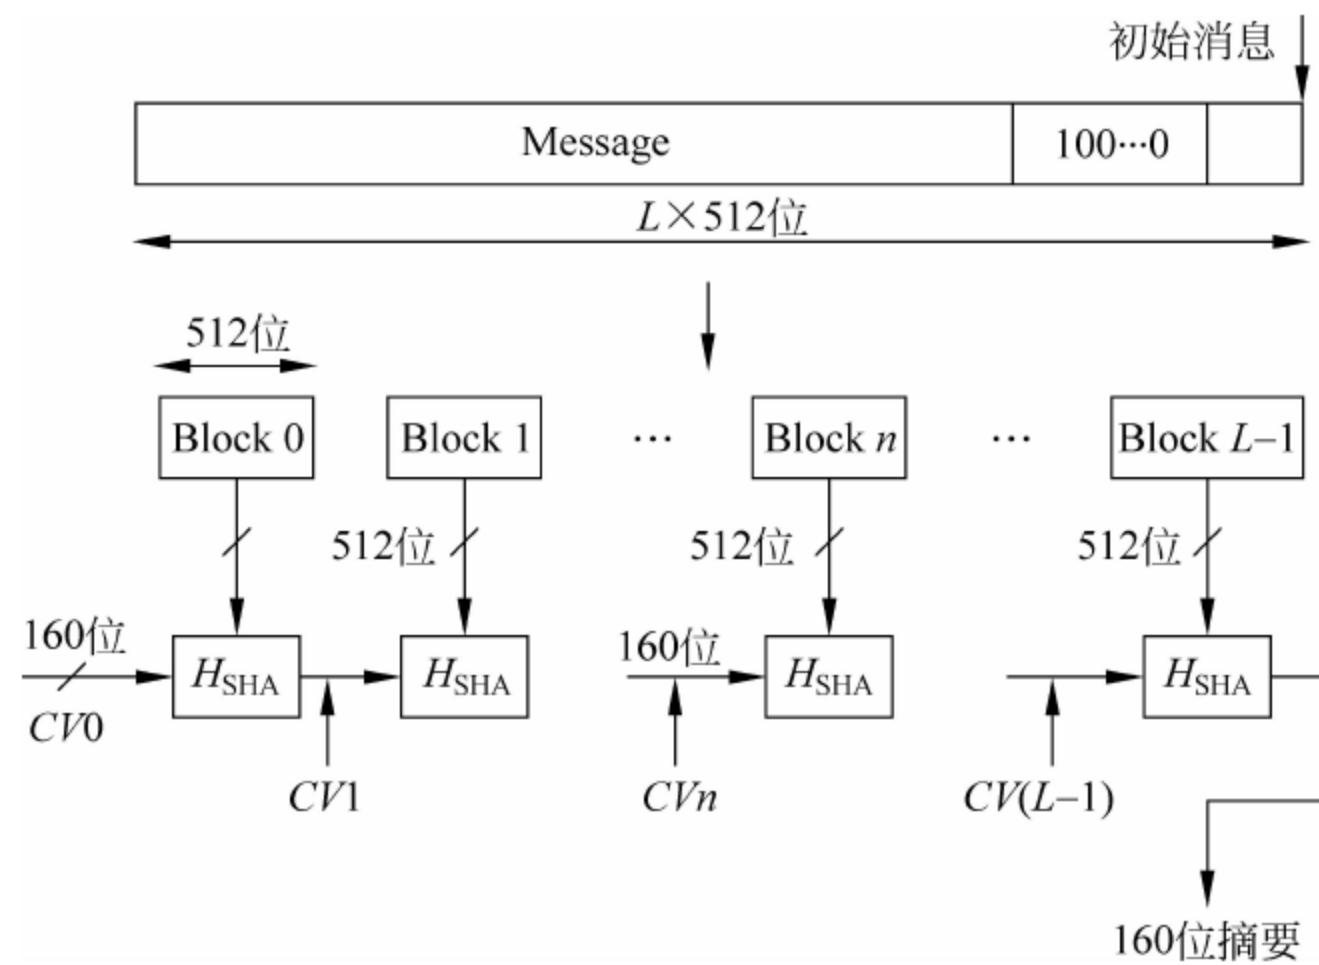 初始消息
Message
100···0
L×512位
512位
Block 0
Block 1
···
Block n
···
Block L−1
512位
512位
512位
160位
H_SHA
H_SHA
160位
H_SHA
H_SHA
CV0
CV1
CVn
CV(L−1)
160位摘要